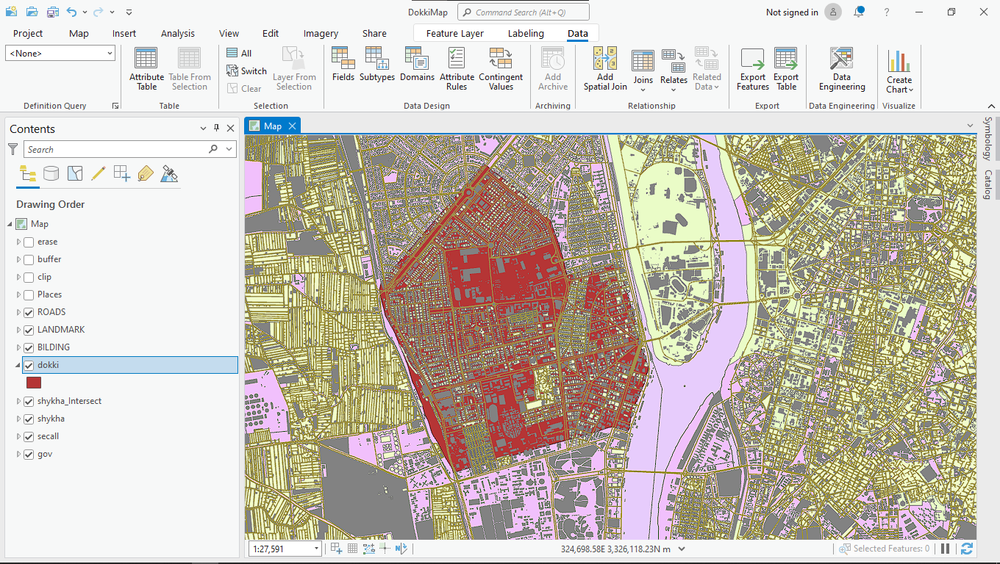 DokkiMap
Command Search (Alt+Q)
Not signed in
?
Project
Map
Insert
Analysis
View
Edit
Imagery
Share
Feature Layer
Labeling
Data
<None>
Definition Query
Attribute
Table
Table From
Selection
Table
All
Switch
Clear
Layer From
Selection
Selection
Fields
Subtypes
Domains
Attribute
Rules
Contingent
Values
Data Design
Add
Archive
Archiving
Add
Spatial Join
Joins
Relates
Related
Data
Relationship
Export
Features
Export
Table
Export
Data
Engineering
Data Engineering
Create
Chart
Visualize
Contents
Search
Drawing Order
Map
erase
buffer
clip
Places
ROADS
LANDMARK
BILDING
dokki
shykha_Intersect
shykha
secall
gov
Map
Symbology
Catalog
1:27,591
324,698.58E 3,326,118.23N m
Selected Features: 0